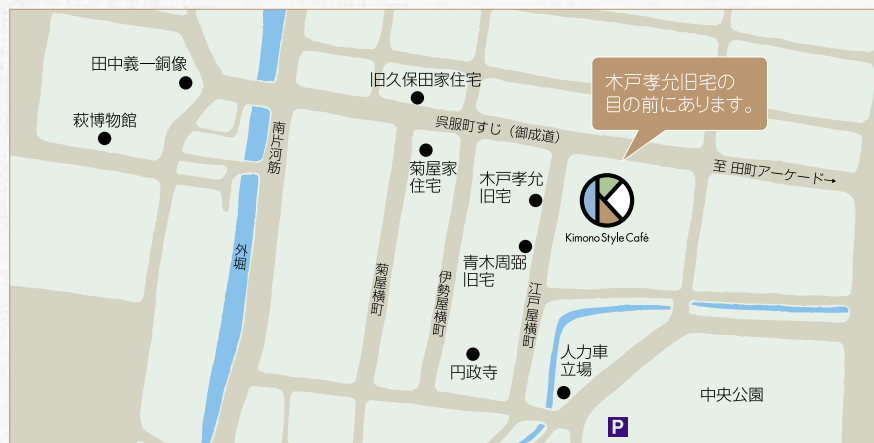 田中義一銅像
萩博物館
南片河筋
外堀
旧久保田家住宅
呉服町すじ（御成道）
木戸孝允旧宅の
目の前にあります。
至 田町アーケード→
菊屋家
住宅
木戸孝允
旧宅
Kimono Style Café
青木周弼
旧宅
菊屋横町
伊勢屋横町
江戸屋横町
円政寺
人力車
立場
中央公園
P